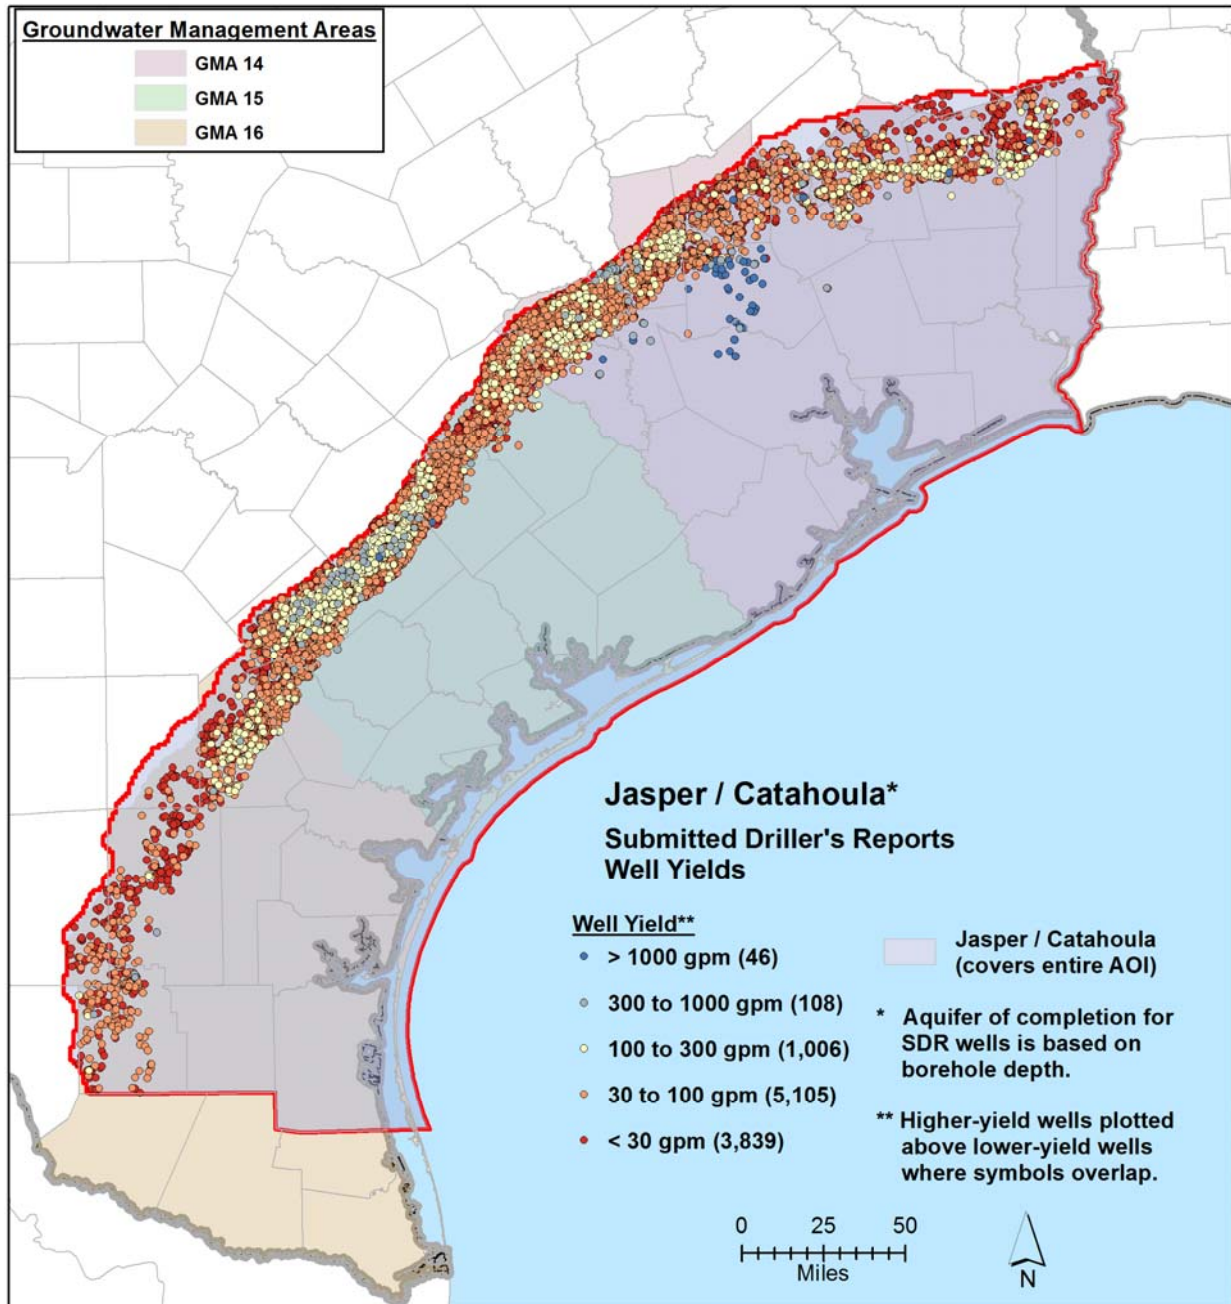 Groundwater Management Areas
GMA 14
GMA 15
GMA 16
Jasper / Catahoula*
Submitted Driller's Reports
Well Yields
Well Yield**
> 1000 gpm (46)
300 to 1000 gpm (108)
100 to 300 gpm (1,006)
30 to 100 gpm (5,105)
< 30 gpm (3,839)
Jasper / Catahoula
(covers entire AOI)
* Aquifer of completion for
SDR wells is based on
borehole depth.
** Higher-yield wells plotted
above lower-yield wells
where symbols overlap.
0 25 50
Miles
N